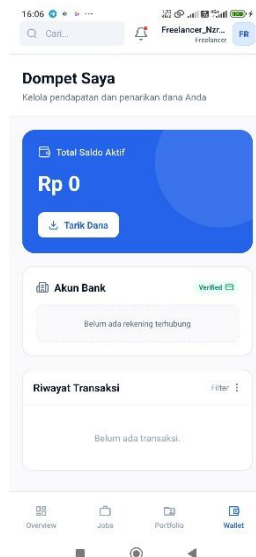 16:06
Cari...
Freelancer_Nzr...
Freelancer
FR
Dompet Saya
Kelola pendapatan dan penarikan dana Anda
Total Saldo Aktif
Rp 0
Tarik Dana
Akun Bank
Verified
Belum ada rekening terhubung
Riwayat Transaksi
Filter
Belum ada transaksi.
Overview
Jobs
Portfolio
Wallet